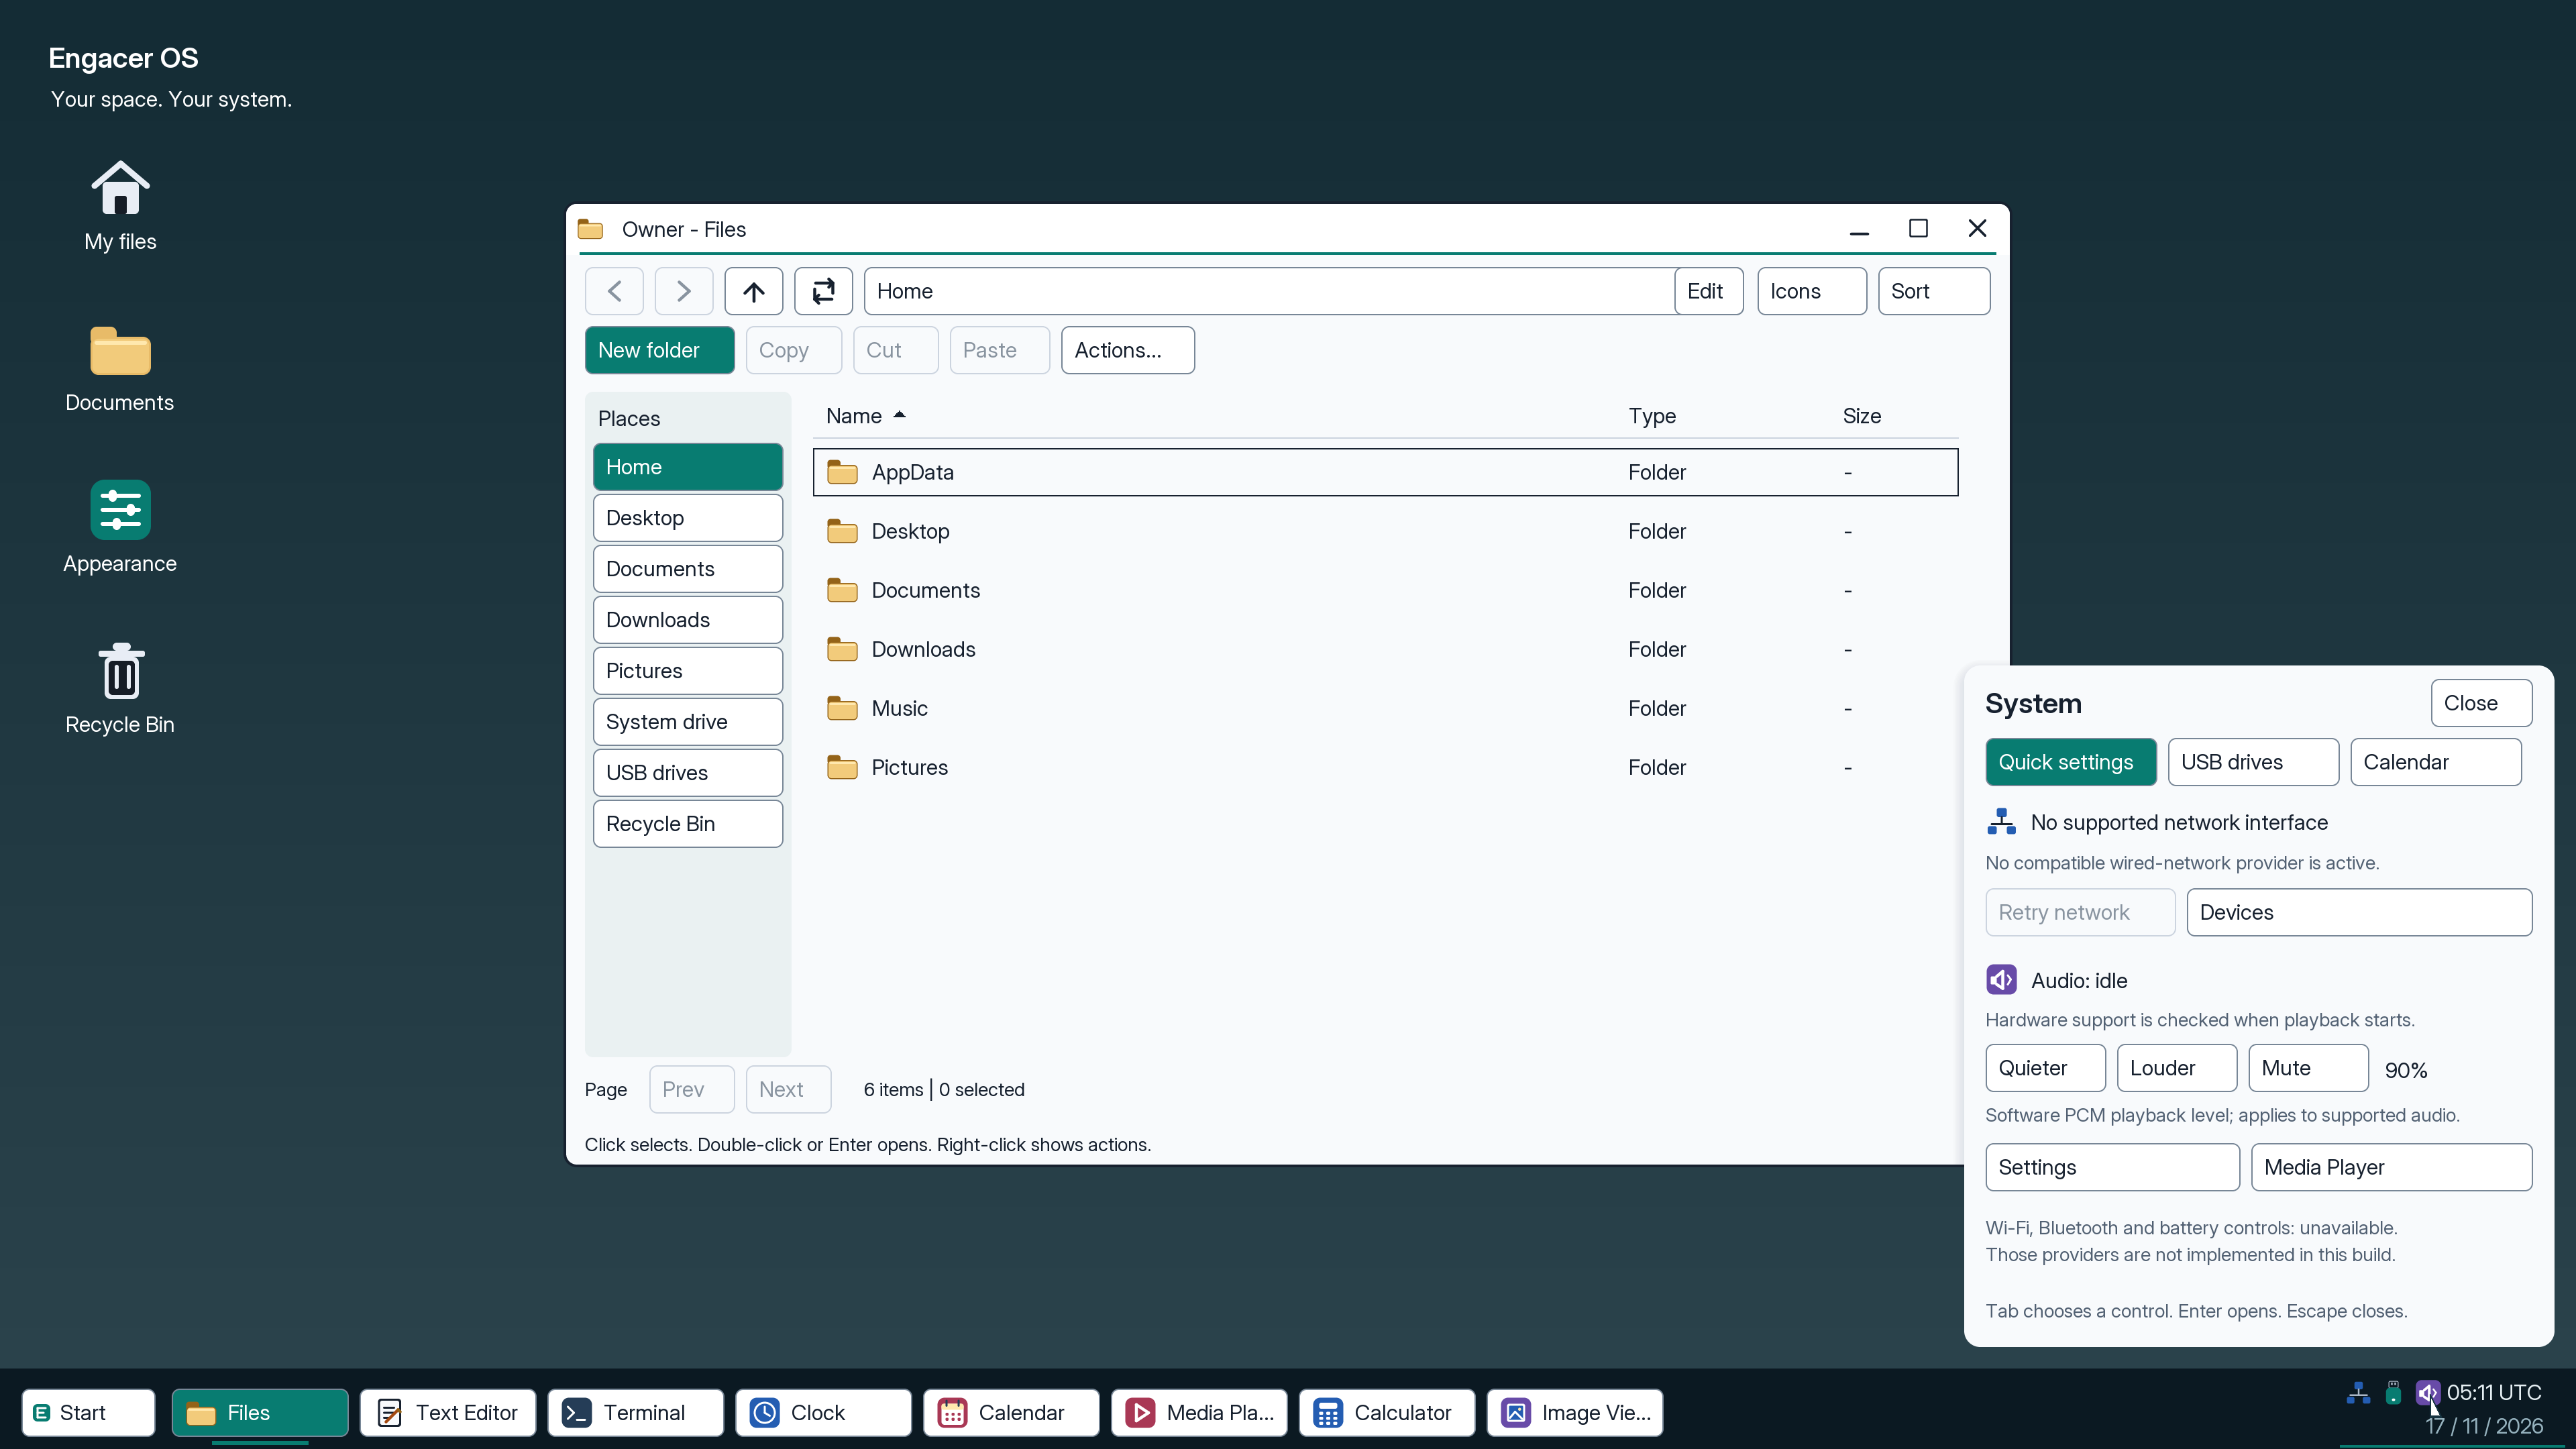 Engacer OS
Your space. Your system.
My files
Documents
Appearance
Recycle Bin
Owner - Files
Home
Edit
Icons
Sort
New folder
Copy
Cut
Paste
Actions...
Places
Home
Desktop
Documents
Downloads
Pictures
System drive
USB drives
Recycle Bin
Name Type Size
AppData Folder -
Desktop Folder -
Documents Folder -
Downloads Folder -
Music Folder -
Pictures Folder -
Page Prev Next 6 items | 0 selected
Click selects. Double-click or Enter opens. Right-click shows actions.
System
Close
Quick settings
USB drives
Calendar
No supported network interface
No compatible wired-network provider is active.
Retry network
Devices
Audio: idle
Hardware support is checked when playback starts.
Quieter
Louder
Mute
90%
Software PCM playback level; applies to supported audio.
Settings
Media Player
Wi-Fi, Bluetooth and battery controls: unavailable.
Those providers are not implemented in this build.
Tab chooses a control. Enter opens. Escape closes.
E Start
Files
Text Editor
Terminal
Clock
Calendar
Media Pla...
Calculator
Image Vie...
05:11 UTC
17 / 11 / 2026